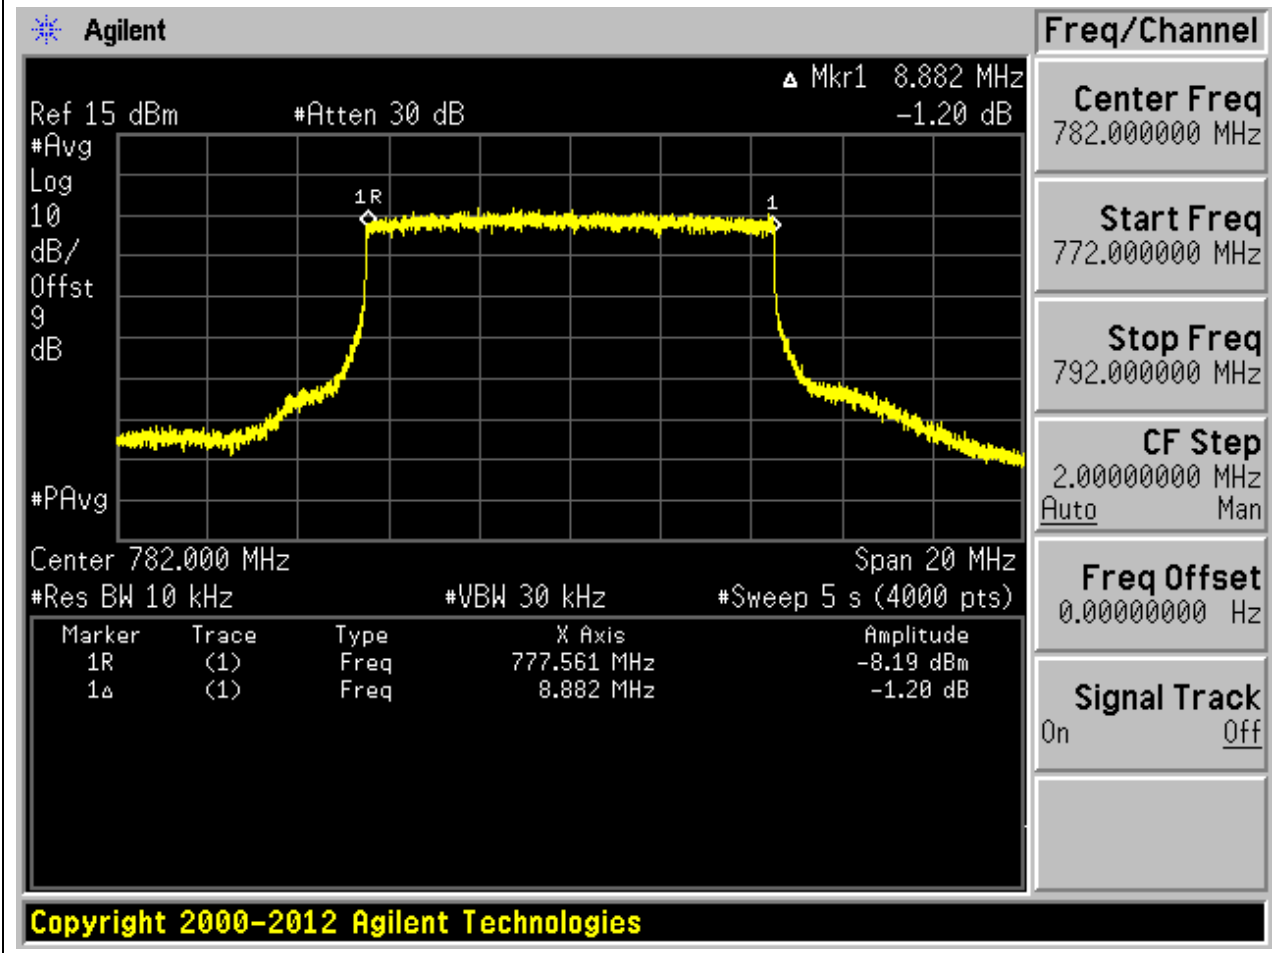 Agilent
Freq/Channel
▵ Mkr1 8.882 MHz
Ref 15 dBm #Atten 30 dB −1.20 dB
#Avg
Log
10
dB/
Offst
9
dB
#PAvg
1R
1
Center 782.000 MHz Span 20 MHz
#Res BW 10 kHz #VBW 30 kHz #Sweep 5 s (4000 pts)
Marker Trace Type X Axis Amplitude
1R (1) Freq 777.561 MHz −8.19 dBm
1▵ (1) Freq 8.882 MHz −1.20 dB
Center Freq
782.000000 MHz
Start Freq
772.000000 MHz
Stop Freq
792.000000 MHz
CF Step
2.00000000 MHz
Auto Man
Freq Offset
0.00000000 Hz
Signal Track
On Off
Copyright 2000–2012 Agilent Technologies